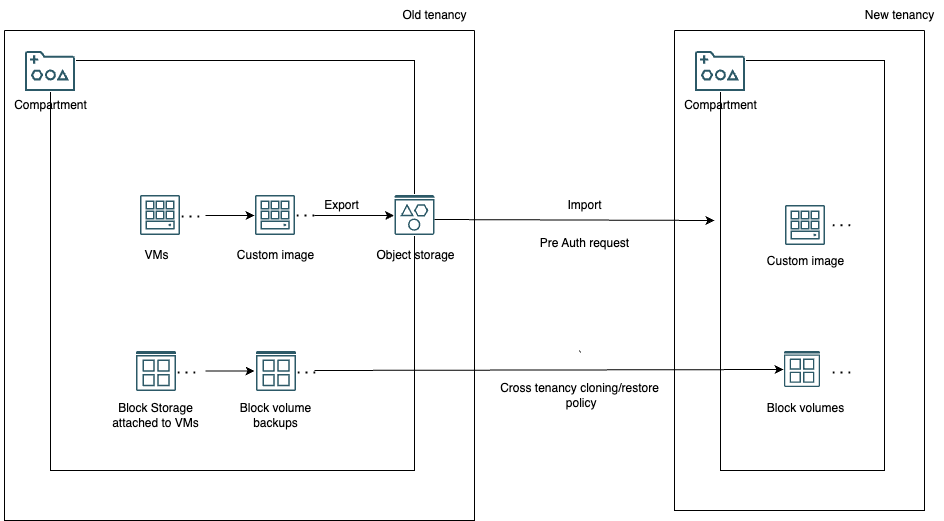 Old tenancy
New tenancy
Compartment
Compartment
Export
Import
VMs
Custom image
Object storage
Pre Auth request
Custom image
Block Storage
attached to VMs
Block volume
backups
Cross tenancy cloning/restore
policy
Block volumes